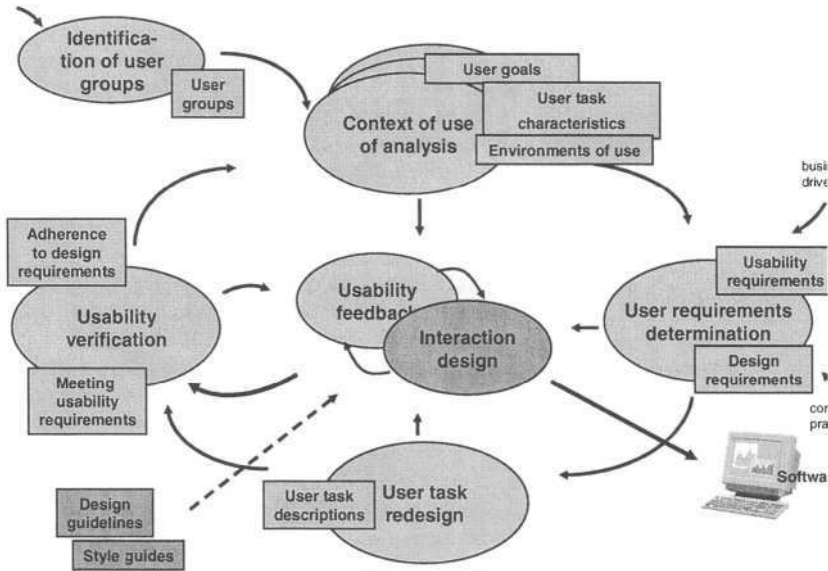 Identifica-
tion of user
groups
User
groups
User goals
User task
characteristics
Environments of use
Context of use
of analysis
Adherence
to design
requirements
Usability
verification
Meeting
usability
requirements
Usability
feedback
Interaction
design
Usability
requirements
User requirements
determination
Design
requirements
User task
descriptions
User task
redesign
Design
guidelines
Style guides